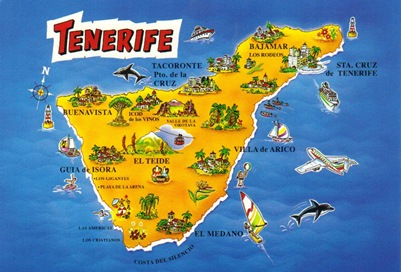 TENERIFE
BAJAMAR
LOS RODEOS
TACORONTE
Pto. de la
CRUZ
STA. CRUZ
de TENERIFE
N
BUENAVISTA
ICOD
de los VINOS
VALLE DE LA
OROTAVA
EL TEIDE
VILLA de ARICO
GUIA de ISORA
• LOS GIGANTES
• PLAYA DE LA ARENA
LAS AMERICAS
LOS CRISTIANOS
EL MEDANO
COSTA DEL SILENCIO